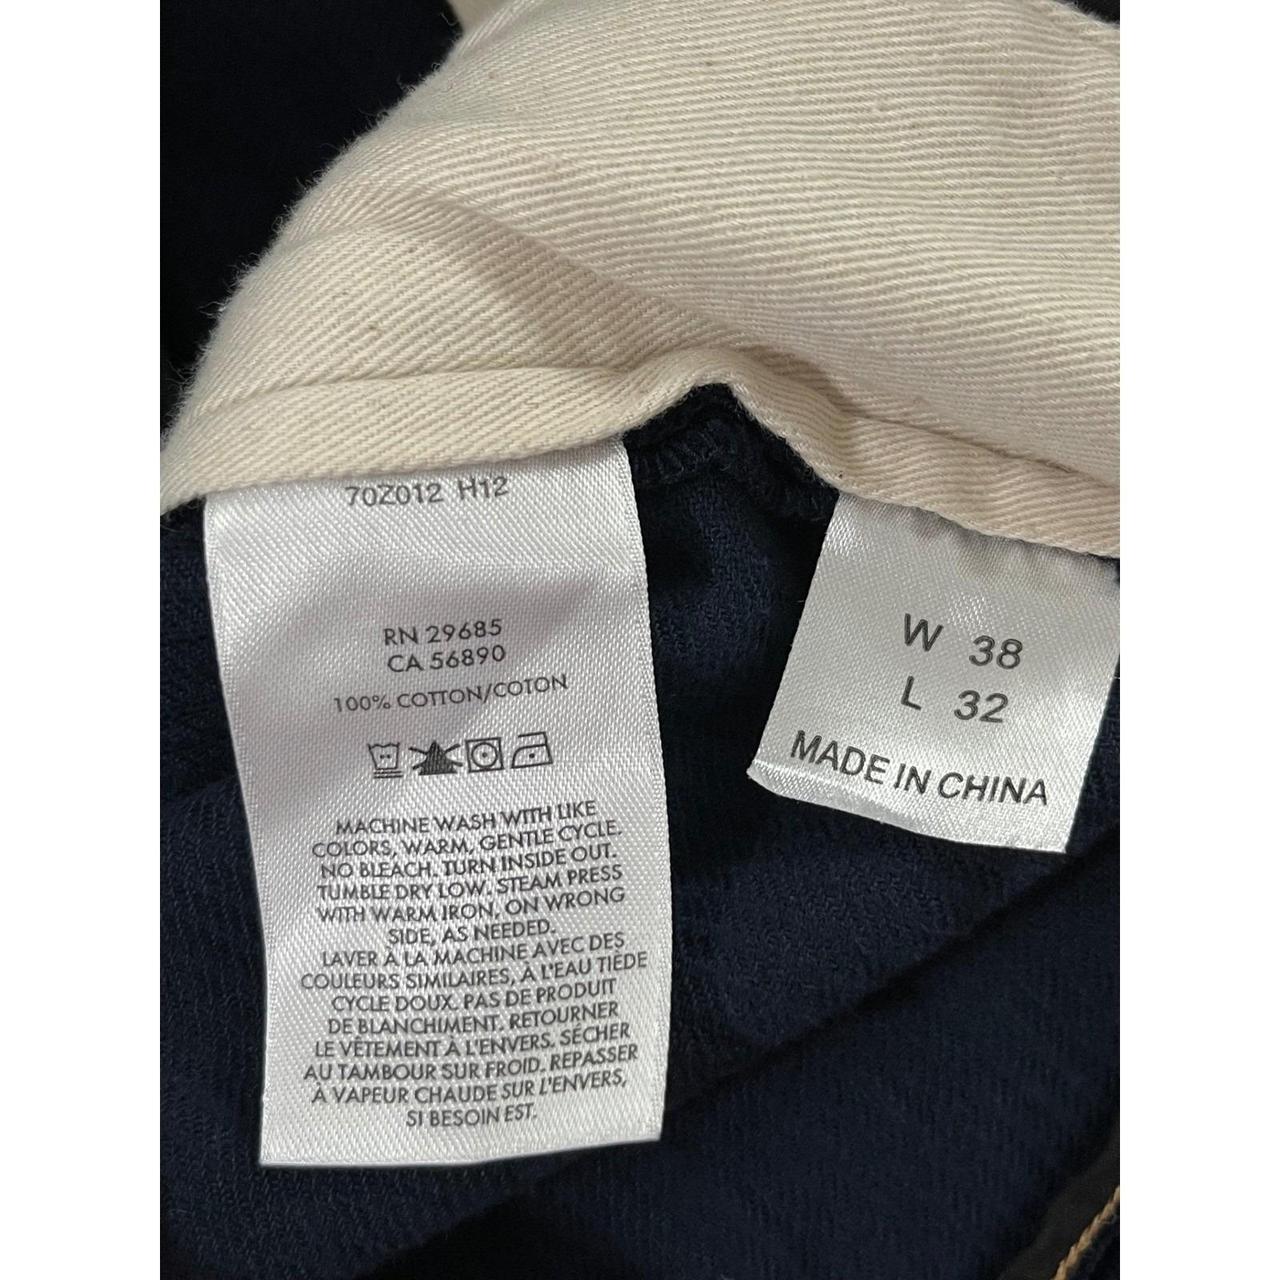 70Z012 H12
RN 29685
CA 56890
100% COTTON/COTON
MACHINE WASH WITH LIKE
COLORS, WARM, GENTLE CYCLE.
NO BLEACH. TURN INSIDE OUT.
TUMBLE DRY LOW. STEAM PRESS
WITH WARM IRON, ON WRONG
SIDE, AS NEEDED.
LAVER À LA MACHINE AVEC DES
COULEURS SIMILAIRES, À L'EAU TIÈDE
CYCLE DOUX. PAS DE PRODUIT
DE BLANCHIMENT. RETOURNER
LE VÊTEMENT À L'ENVERS. SÉCHER
AU TAMBOUR SUR FROID. REPASSER
À VAPEUR CHAUDE SUR L'ENVERS,
SI BESOIN EST.
W 38
L 32
MADE IN CHINA